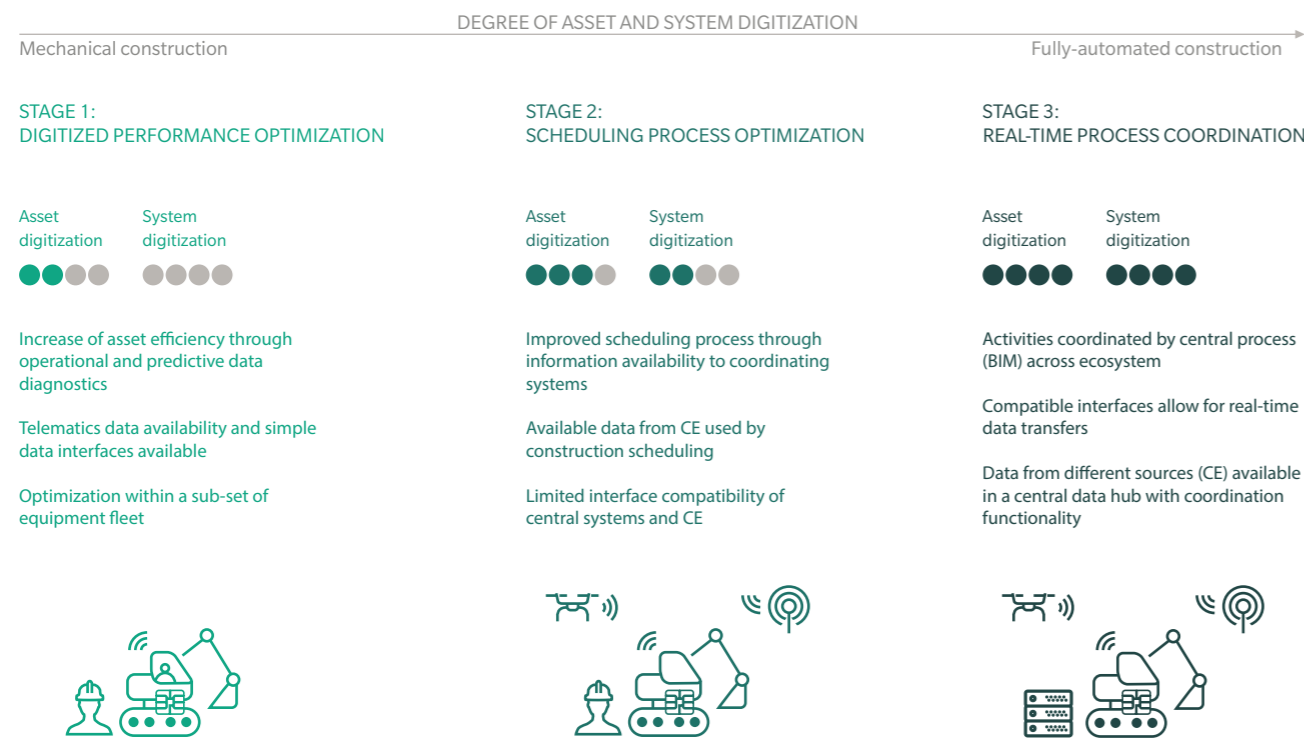 DEGREE OF ASSET AND SYSTEM DIGITIZATION
Mechanical construction
Fully-automated construction
STAGE 1:
DIGITIZED PERFORMANCE OPTIMIZATION
Asset
digitization
System
digitization
Increase of asset efficiency through
operational and predictive data
diagnostics
Telematics data availability and simple
data interfaces available
Optimization within a sub-set of
equipment fleet
STAGE 2:
SCHEDULING PROCESS OPTIMIZATION
Asset
digitization
System
digitization
Improved scheduling process through
information availability to coordinating
systems
Available data from CE used by
construction scheduling
Limited interface compatibility of
central systems and CE
STAGE 3:
REAL-TIME PROCESS COORDINATION
Asset
digitization
System
digitization
Activities coordinated by central process
(BIM) across ecosystem
Compatible interfaces allow for real-time
data transfers
Data from different sources (CE) available
in a central data hub with coordination
functionality